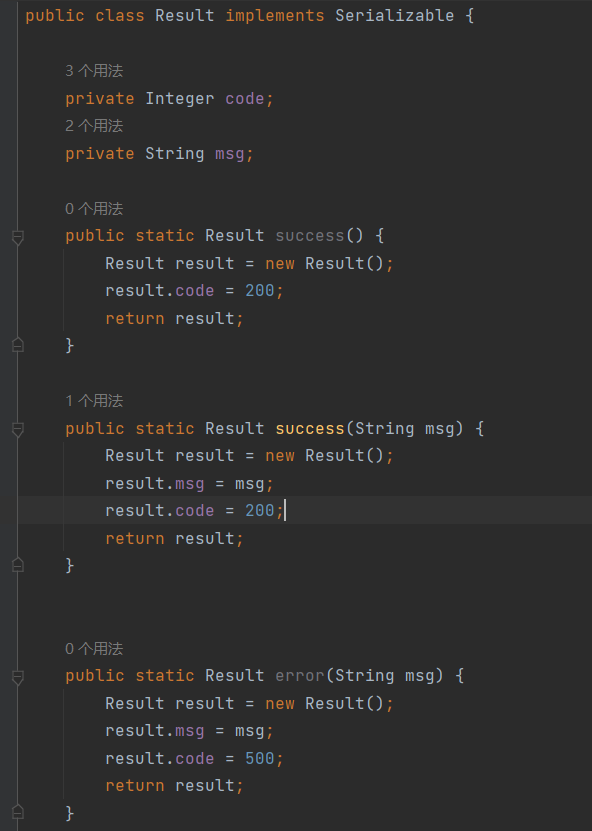 public class Result implements Serializable {
3 个用法
private Integer code;
2 个用法
private String msg;
0 个用法
public static Result success() {
Result result = new Result();
result.code = 200;
return result;
}
1 个用法
public static Result success(String msg) {
Result result = new Result();
result.msg = msg;
result.code = 200;
return result;
}
0 个用法
public static Result error(String msg) {
Result result = new Result();
result.msg = msg;
result.code = 500;
return result;
}